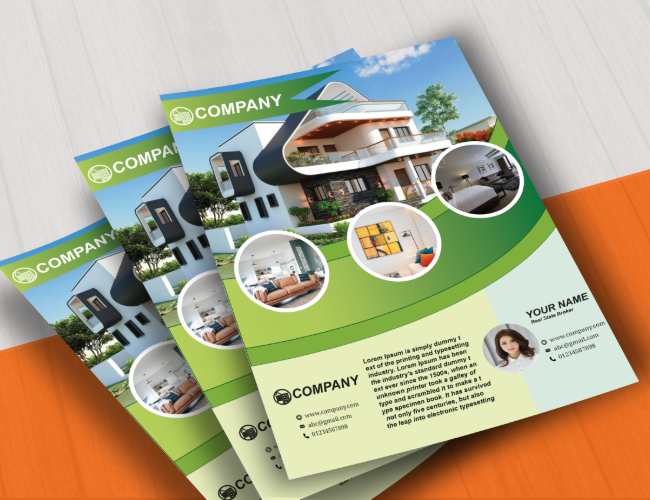 COMPANY
COMPAN
COMPANY
Lorem Ipsum is simply dummy t
ext of the printing and typesetting
industry. Lorem Ipsum has been
the industry's standard dummy t
ext ever since the 1500s, when an
unknown printer took a galley of
type and scrambled it to make a t
ype specimen book. It has survived
not only five centuries, but also
the leap into electronic typesetting
YOUR NAME
Real State Broker
www.company.com
abc@gmail.com
01234567898
COMPANY
www.company.com
abc@gmail.com
01234567898